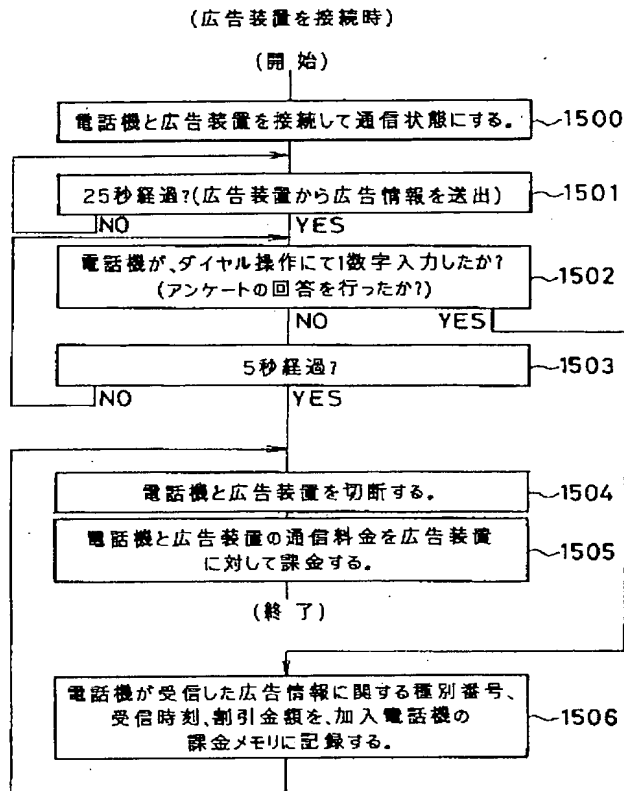 (広告装置を接続時)
(開 始)
電話機と広告装置を接続して通信状態にする。 1500
25秒経過?(広告装置から広告情報を送出) 1501
NO YES
電話機が、ダイヤル操作にて1数字入力したか?
(アンケートの回答を行ったか?) 1502
NO YES
5秒経過? 1503
NO YES
電話機と広告装置を切断する。 1504
電話機と広告装置の通信料金を広告装置
に対して課金する。 1505
(終 了)
電話機が受信した広告情報に関する種別番号、
受信時刻、割引金額を、加入電話機の 1506
課金メモリに記録する。